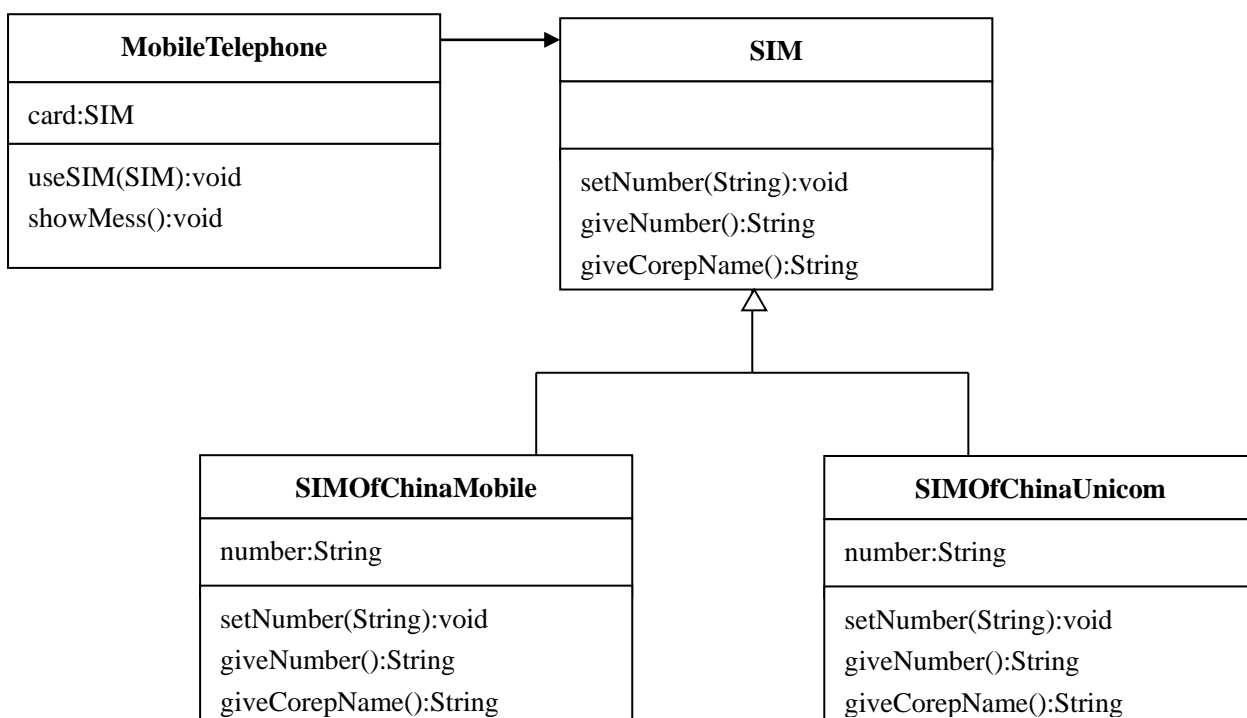 MobileTelephone
card:SIM
useSIM(SIM):void
showMess():void
SIM
setNumber(String):void
giveNumber():String
giveCorepName():String
SIMOfChinaMobile
number:String
setNumber(String):void
giveNumber():String
giveCorepName():String
SIMOfChinaUnicom
number:String
setNumber(String):void
giveNumber():String
giveCorepName():String